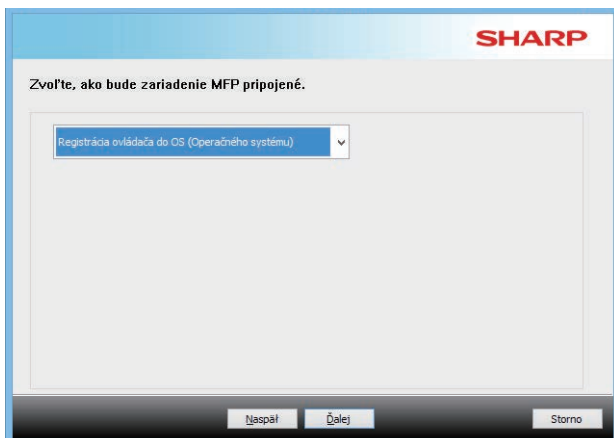 SHARP
Zvoľte, ako bude zariadenie MFP pripojené.
Registrácia ovládača do OS (Operačného systému)
Naspäť Ďalej Storno